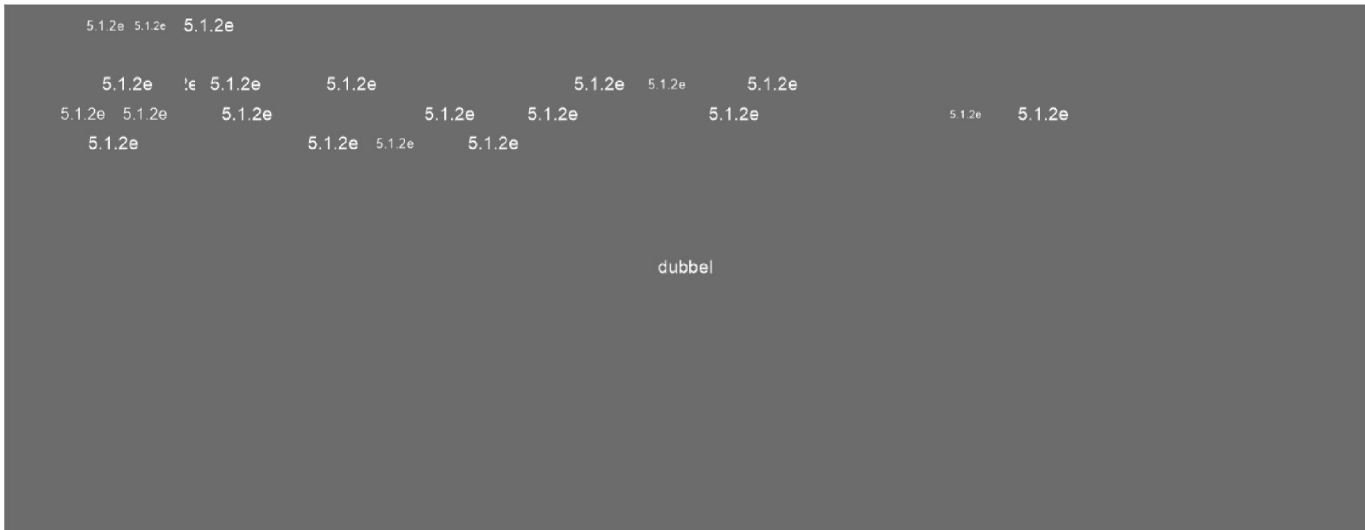 5.1.2e 5.1.2e 5.1.2e
5.1.2e 5.1.2e 5.1.2e 5.1.2e 5.1.2e 5.1.2e
5.1.2e 5.1.2e 5.1.2e 5.1.2e 5.1.2e 5.1.2e 5.1.2e 5.1.2e
5.1.2e 5.1.2e 5.1.2e 5.1.2e
dubbel